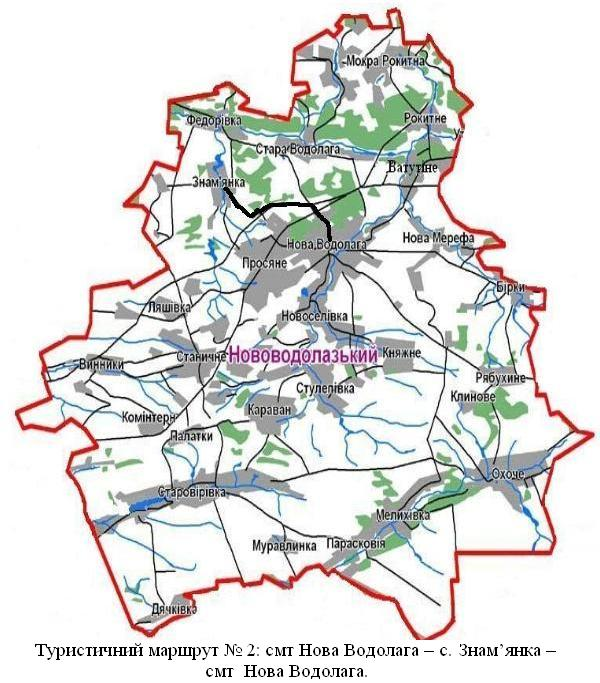 Мокра Рокитна
Федорівка
Рокитне
Стара Водолага
Ватутіне
Знам'янка
Нова Водолага
Нова Мерефа
Просяне
Бірки
Ляшівка
Новоселівка
Станичне
Нововодолазький
Княжне
Винники
Рябухине
Стулепівка
Клинове
Караван
Комінтерн
Палатки
Охоче
Старовірівка
Мелихівка
Муравлинка
Парасковія
Дячківка
Туристичний маршрут № 2: смт Нова Водолага – с. Знам’янка –
смт Нова Водолага.